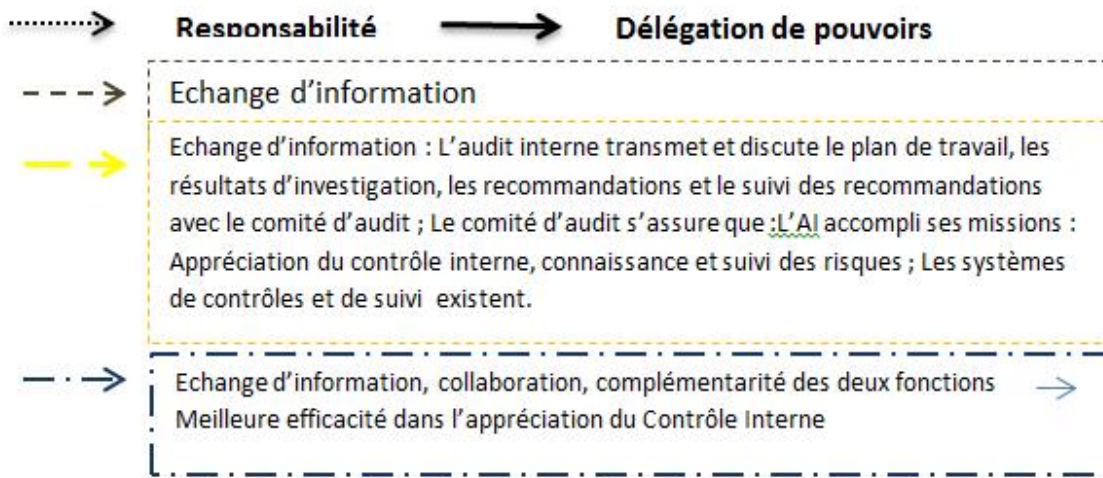 Responsabilité Délégation de pouvoirs
Echange d'information
Echange d'information : L'audit interne transmet et discute le plan de travail, les
résultats d'investigation, les recommandations et le suivi des recommandations
avec le comité d'audit ; Le comité d'audit s'assure que :L'AI accompli ses missions :
Appréciation du contrôle interne, connaissance et suivi des risques ; Les systèmes
de contrôles et de suivi existent.
Echange d'information, collaboration, complémentarité des deux fonctions
Meilleure efficacité dans l'appréciation du Contrôle Interne